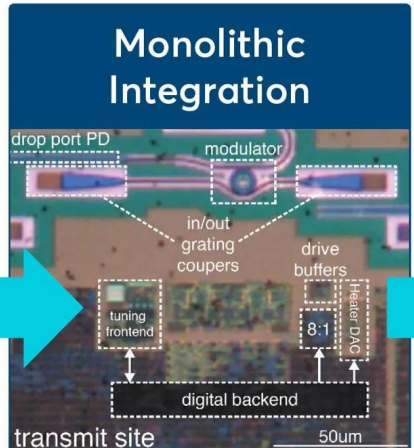 Monolithic
Integration
drop port PD
modulator
in/out
grating
coupers
drive
buffers
tuning
frontend
8:1
Heater DAC
digital backend
transmit site
50um